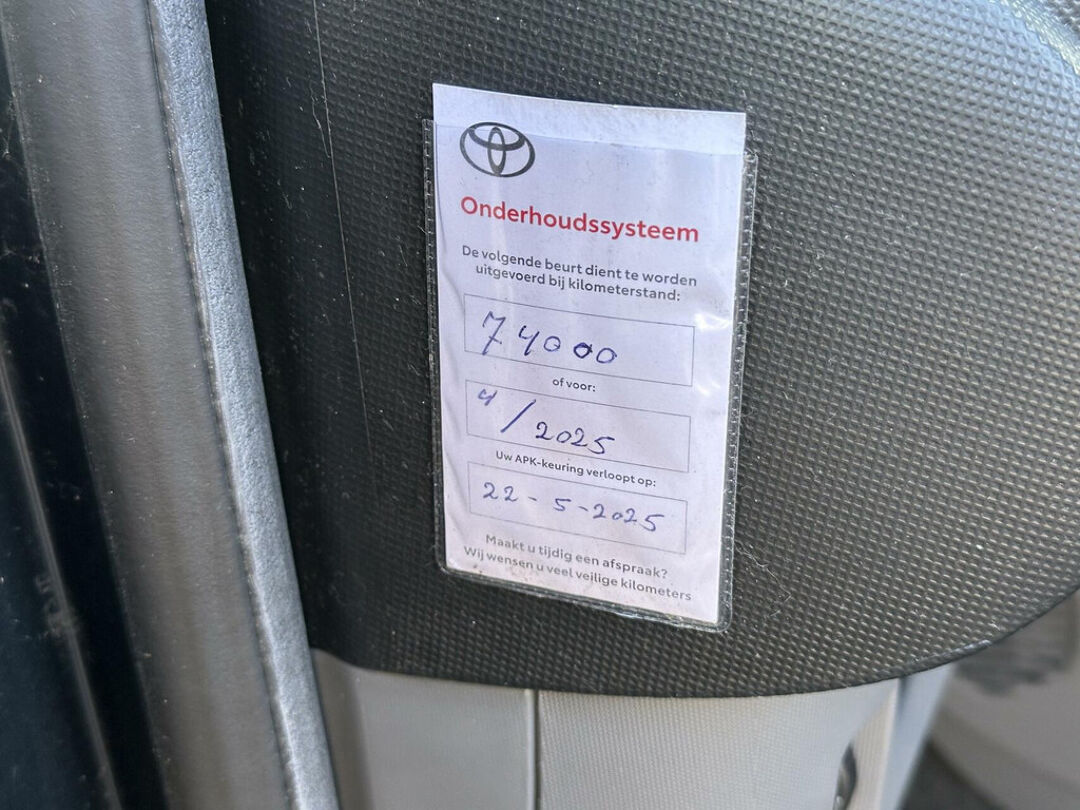 Onderhoudssysteem
De volgende beurt dient te worden
uitgevoerd bij kilometerstand:
74000
of voor:
4/2025
Uw APK-keuring verloopt op:
22-5-2025
Maakt u tijdig een afspraak?
Wij wensen u veel veilige kilometers